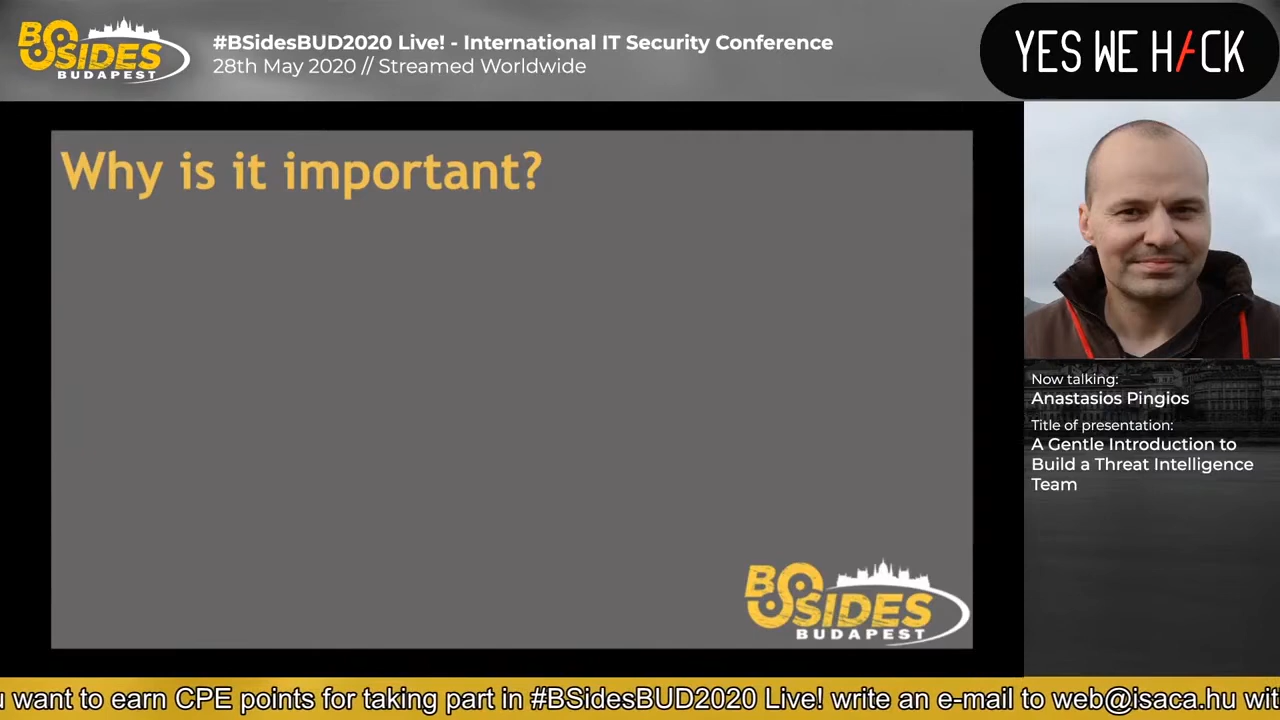 BSIDES
BUDAPEST
#BSidesBUD2020 Live! - International IT Security Conference
28th May 2020 // Streamed Worldwide
YES WE HACK
Why is it important?
BSIDES
BUDAPEST
Now talking:
Anastasios Pingios
Title of presentation:
A Gentle Introduction to
Build a Threat Intelligence
Team
u want to earn CPE points for taking part in #BSidesBUD2020 Live! write an e-mail to web@isaca.hu wit